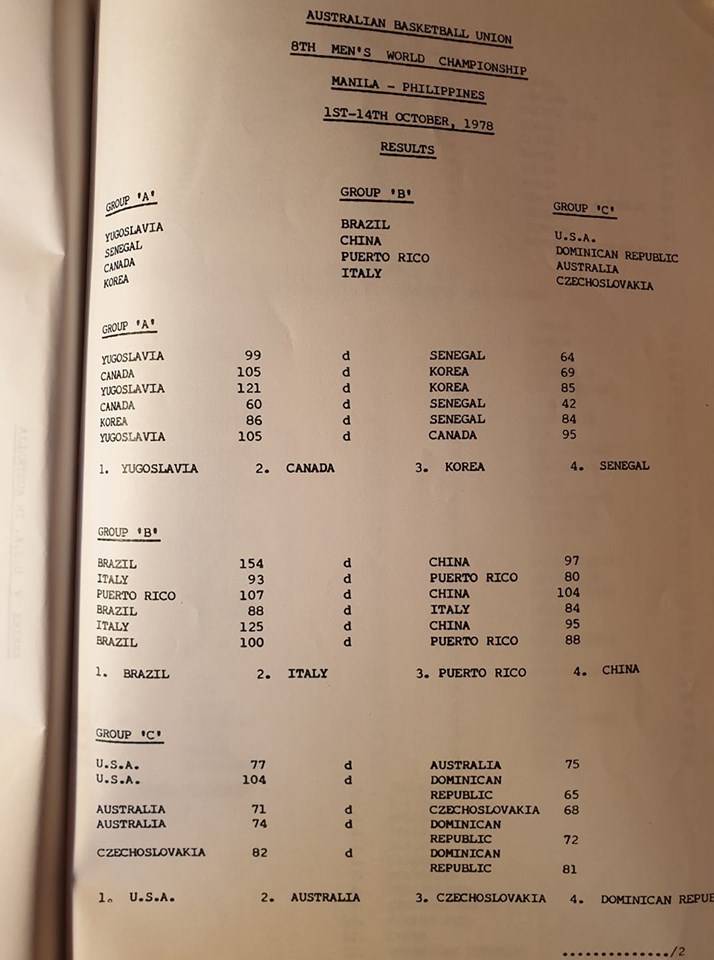 AUSTRALIAN BASKETBALL UNION
8TH MEN'S WORLD CHAMPIONSHIP
MANILA - PHILIPPINES
1ST-14TH OCTOBER, 1978
RESULTS
GROUP 'A' GROUP 'B' GROUP 'C'
YUGOSLAVIA BRAZIL U.S.A.
SENEGAL CHINA DOMINICAN REPUBLIC
CANADA PUERTO RICO AUSTRALIA
KOREA ITALY CZECHOSLOVAKIA
GROUP 'A'
YUGOSLAVIA 99 d SENEGAL 64
CANADA 105 d KOREA 69
YUGOSLAVIA 121 d KOREA 85
CANADA 60 d SENEGAL 42
KOREA 86 d SENEGAL 84
YUGOSLAVIA 105 d CANADA 95
1. YUGOSLAVIA 2. CANADA 3. KOREA 4. SENEGAL
GROUP 'B'
BRAZIL 154 d CHINA 97
ITALY 93 d PUERTO RICO 80
PUERTO RICO 107 d CHINA 104
BRAZIL 88 d ITALY 84
ITALY 125 d CHINA 95
BRAZIL 100 d PUERTO RICO 88
1. BRAZIL 2. ITALY 3. PUERTO RICO 4. CHINA
GROUP 'C'
U.S.A. 77 d AUSTRALIA 75
U.S.A. 104 d DOMINICAN
REPUBLIC 65
AUSTRALIA 71 d CZECHOSLOVAKIA 68
AUSTRALIA 74 d DOMINICAN
REPUBLIC 72
CZECHOSLOVAKIA 82 d DOMINICAN
REPUBLIC 81
1. U.S.A. 2. AUSTRALIA 3. CZECHOSLOVAKIA 4. DOMINICAN REPUB
............../2